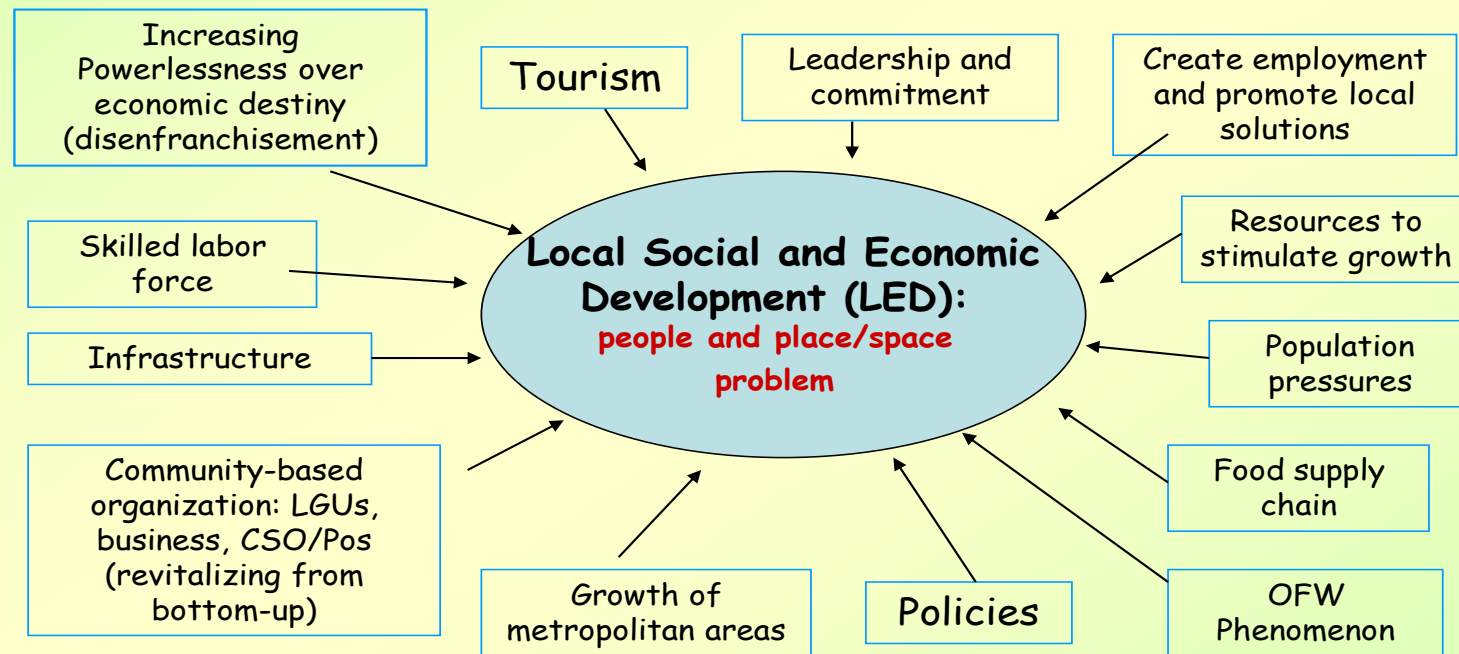 Increasing
Powerlessness over
economic destiny
(disenfranchisement)
Tourism
Leadership and
commitment
Create employment
and promote local
solutions
Skilled labor
force
Local Social and Economic
Development (LED):
people and place/space
problem
Resources to
stimulate growth
Infrastructure
Population
pressures
Community-based
organization: LGUs,
business, CSO/Pos
(revitalizing from
bottom-up)
Food supply
chain
Growth of
metropolitan areas
Policies
OFW
Phenomenon